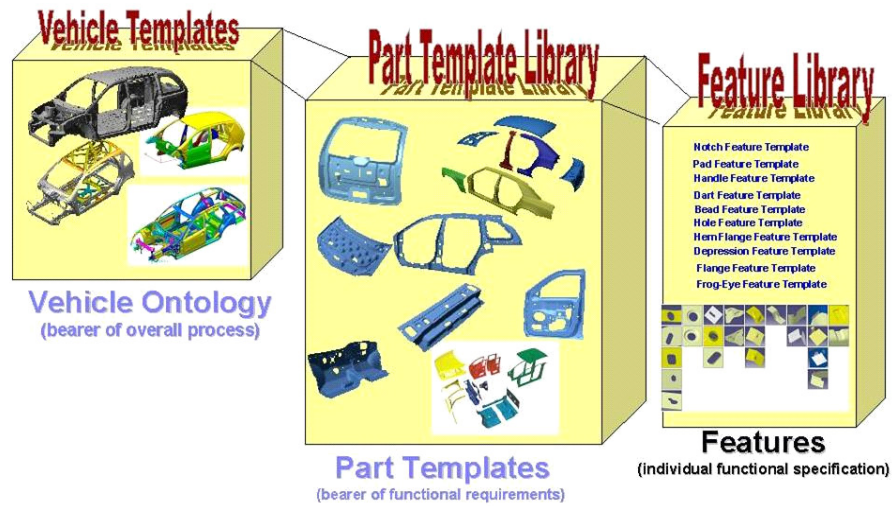 Vehicle Templates
Part Template Library
Feature Library
Notch Feature Template
Pad Feature Template
Handle Feature Template
Dart Feature Template
Bead Feature Template
Hole Feature Template
Hem Flange Feature Template
Depression Feature Template
Flange Feature Template
Frog-Eye Feature Template
Vehicle Ontology
(bearer of overall process)
Part Templates
(bearer of functional requirements)
Features
(individual functional specification)